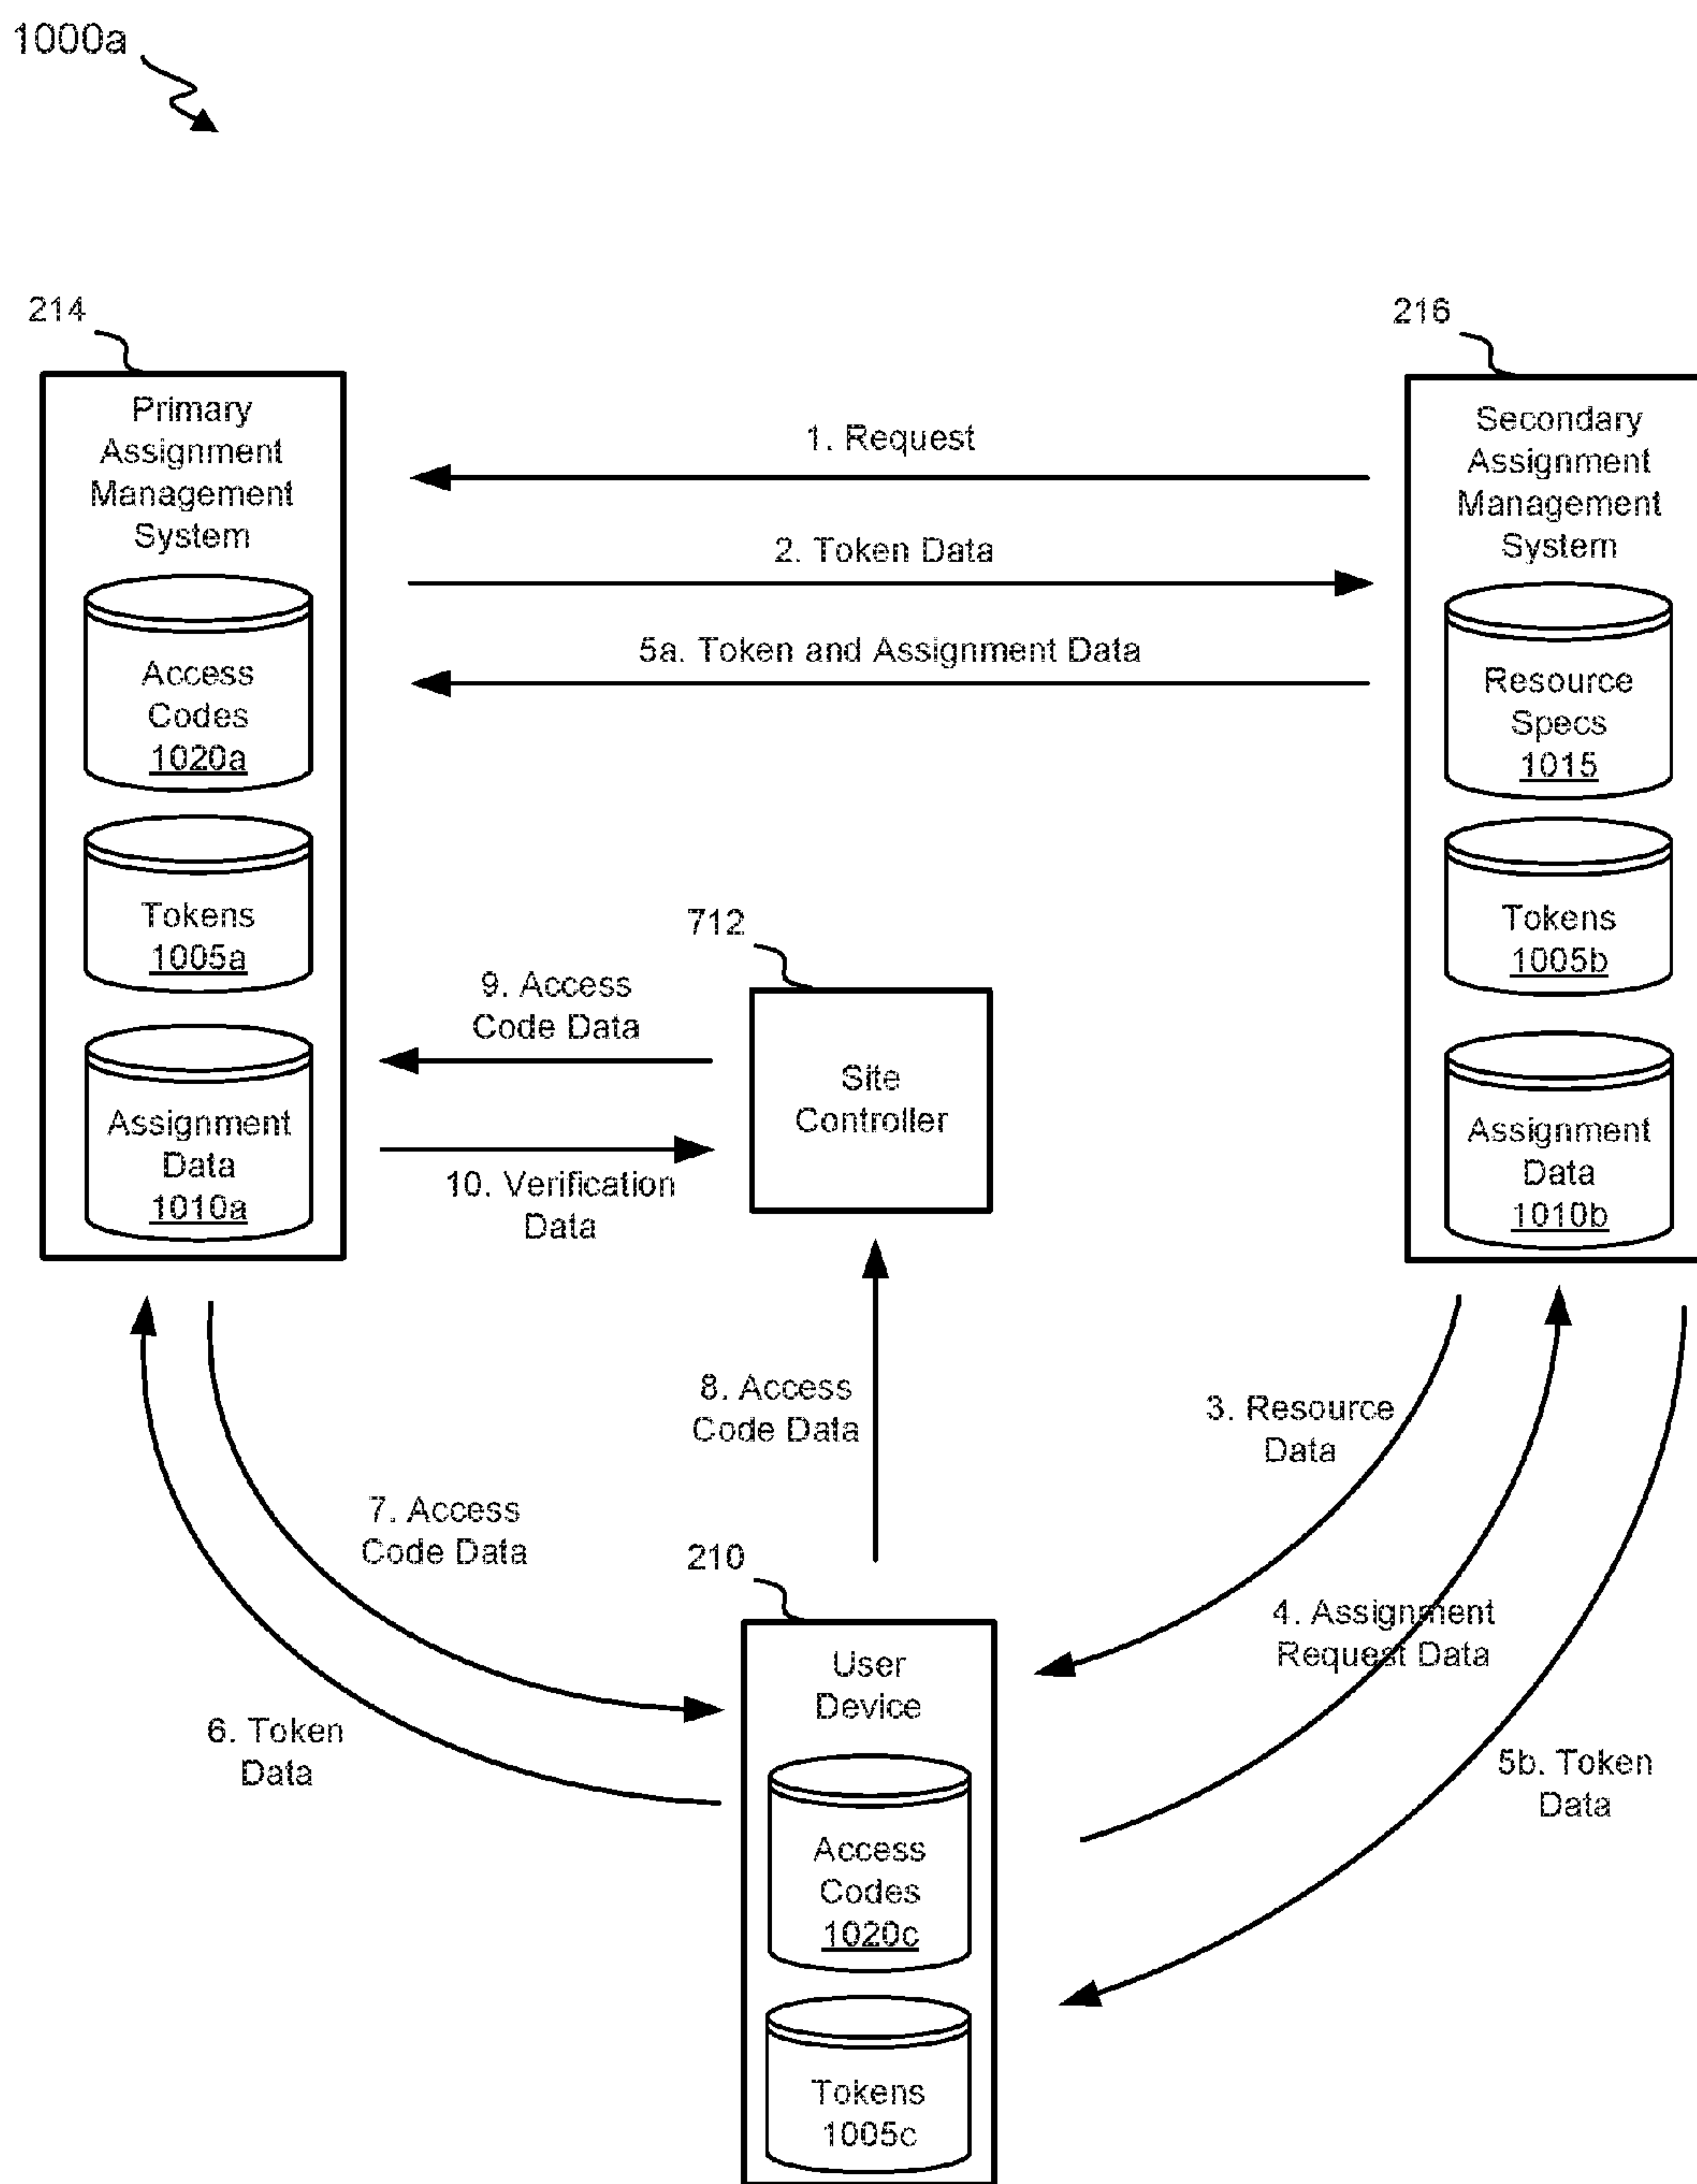 1000a
214
216
Primary
Assignment
Management
System
Access
Codes
1020a
Tokens
1005a
Assignment
Data
1010a
1. Request
2. Token Data
5a. Token and Assignment Data
Secondary
Assignment
Management
System
Resource
Specs
1015
Tokens
1005b
Assignment
Data
1010b
712
9. Access
Code Data
Site
Controller
10. Verification
Data
8. Access
Code Data
3. Resource
Data
7. Access
Code Data
210
4. Assignment
Request Data
6. Token
Data
5b. Token
Data
User
Device
Access
Codes
1020c
Tokens
1005c